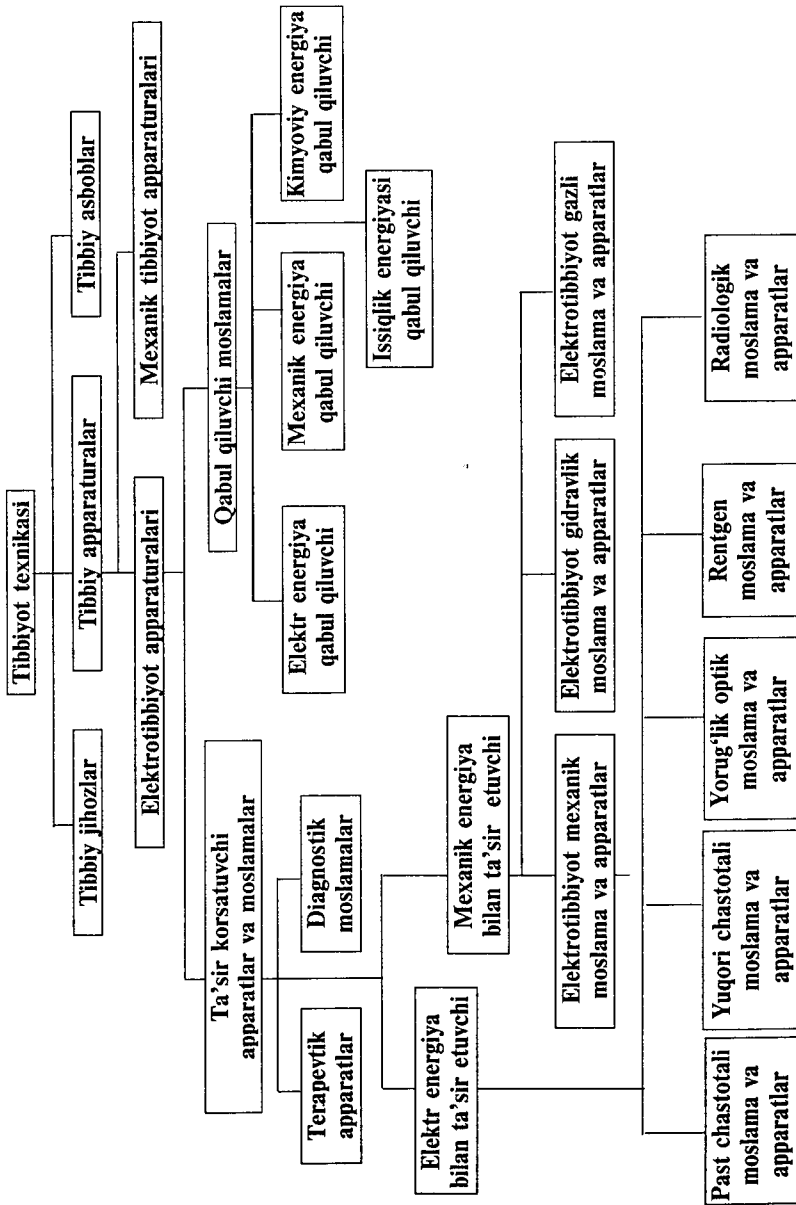 Tibbiyot texnikasi
Tibbiy jihozlar
Tibbiy apparaturalar
Tibbiy asboblar
Elektrotibbiyot apparaturalari
Mexanik tibbiyot apparaturalari
Ta'sir korsatuvchi
apparatlar va moslamalar
Qabul qiluvchi moslamalar
Terapevtik
apparatlar
Diagnostik
moslamalar
Elektr energiya
qabul qiluvchi
Mexanik energiya
qabul qiluvchi
Kimyoviy energiya
qabul qiluvchi
Issiqlik energiyasi
qabul qiluvchi
Elektr energiya
bilan ta'sir etuvchi
Mexanik energiya
bilan ta'sir etuvchi
Elektrotibbiyot mexanik
moslama va apparatlar
Elektrotibbiyot gidravlik
moslama va apparatlar
Elektrotibbiyot gazli
moslama va apparatlar
Past chastotali
moslama va
apparatlar
Yuqori chastotali
moslama va
apparatlar
Yorug‘lik optik
moslama va
apparatlar
Rentgen
moslama va
apparatlar
Radiologik
moslama va
apparatlar